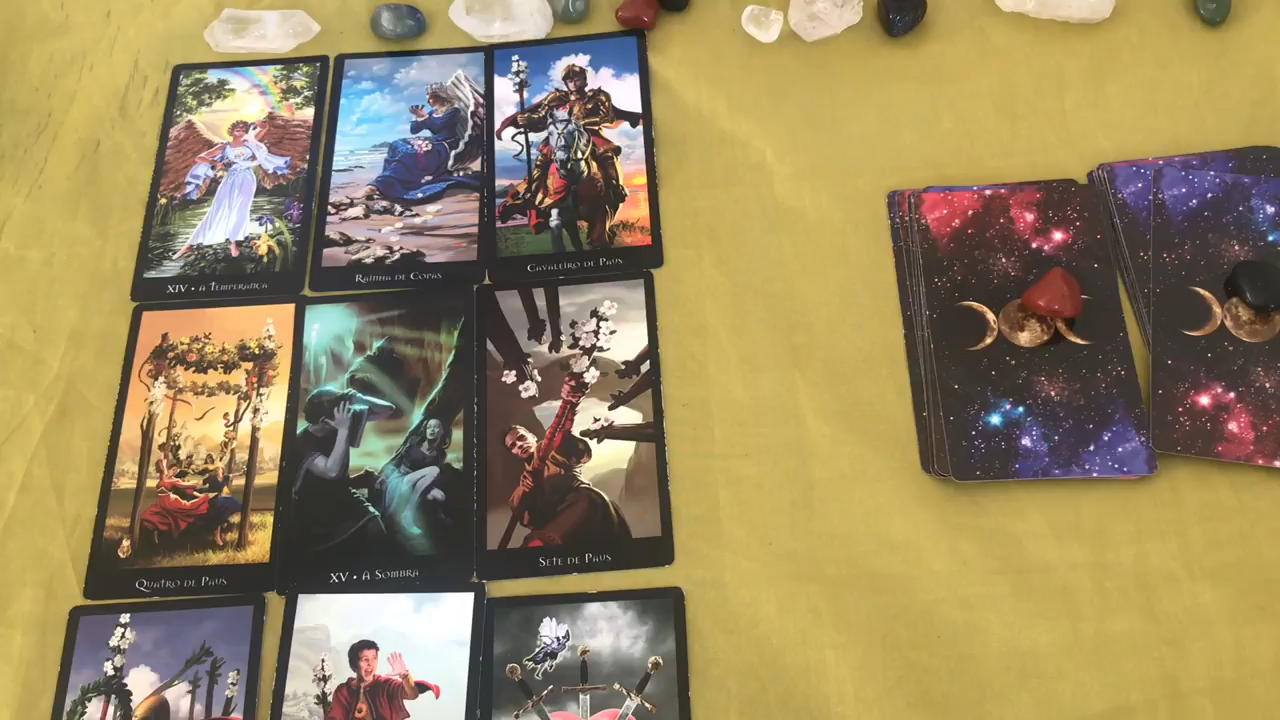 XIV • A Temperança
Rainha de Copas
Cavaleiro de Paus
Quatro de Paus
XV • A Sombra
Sete de Paus